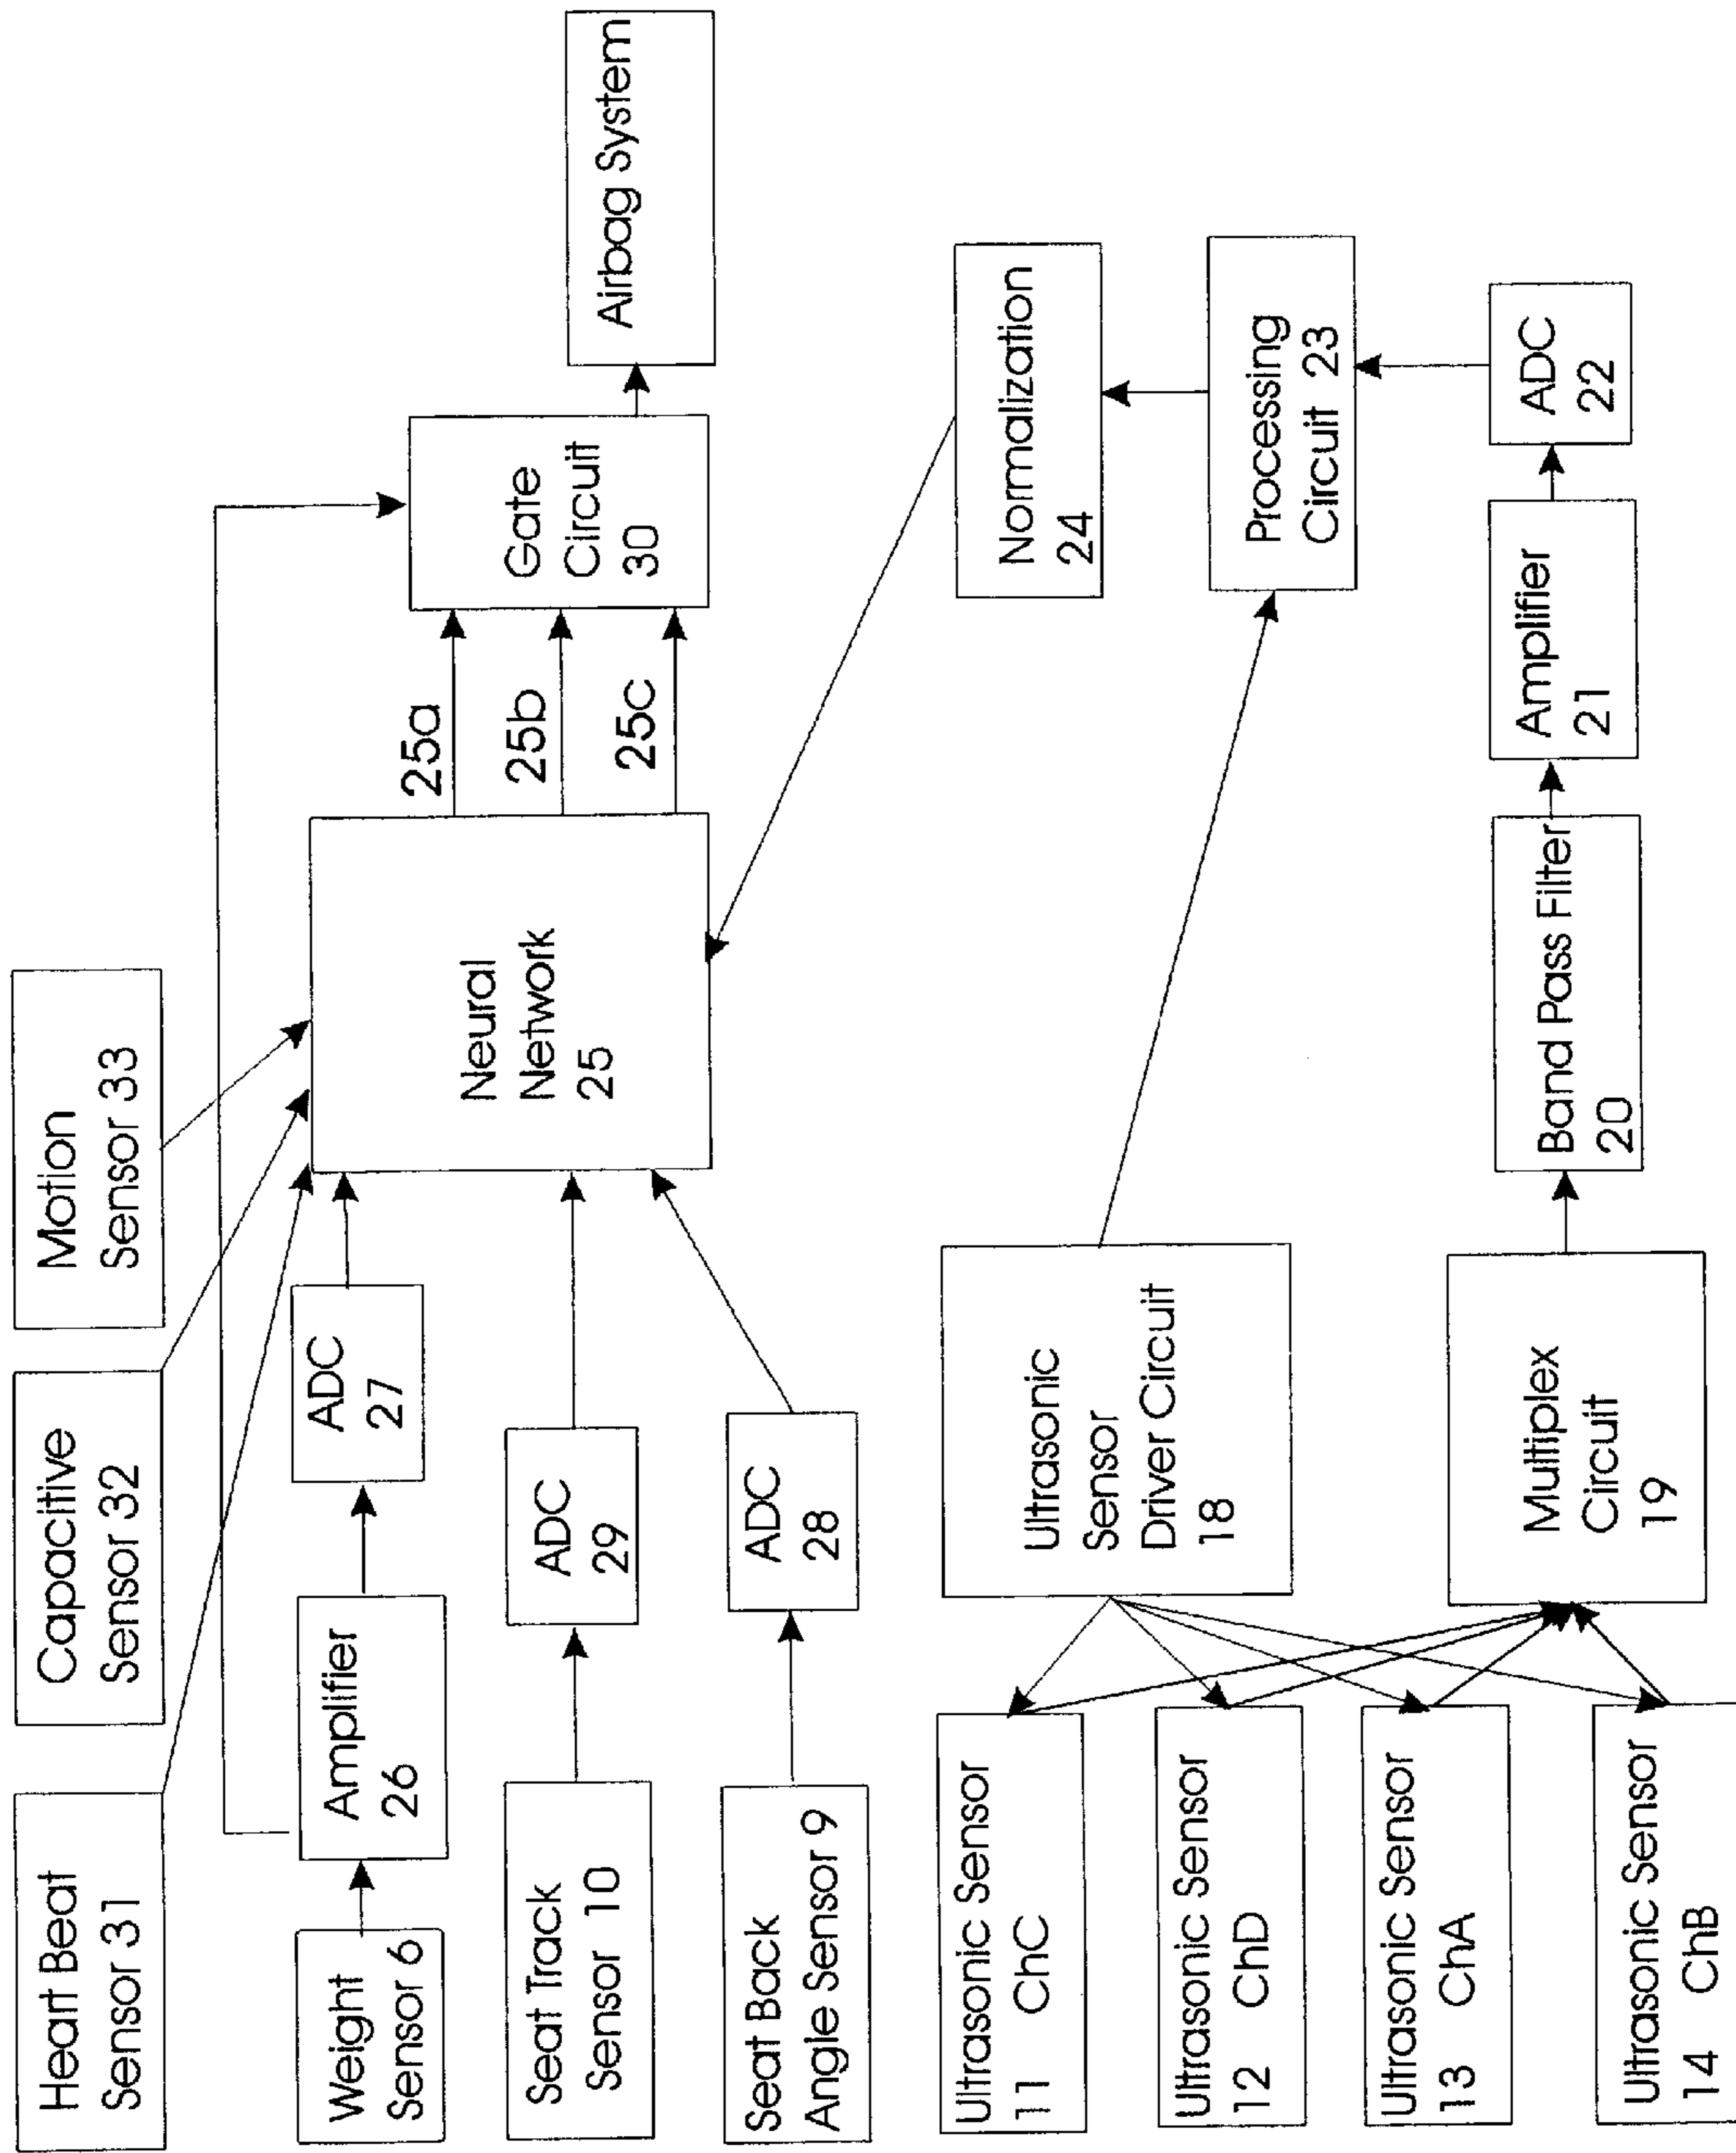 Heart Beat
Sensor 31
Capacitive
Sensor 32
Motion
Sensor 33
Weight
Sensor 6
Amplifier
26
ADC
27
Seat Track
Sensor 10
ADC
29
Seat Back
Angle Sensor 9
ADC
28
Neural
Network
25
25a
25b
25c
Gate
Circuit
30
Airbag System
Ultrasonic Sensor
11 ChC
Ultrasonic Sensor
12 ChD
Ultrasonic Sensor
13 ChA
Ultrasonic Sensor
14 ChB
Ultrasonic
Sensor
Driver Circuit
18
Multiplex
Circuit
19
Band Pass Filter
20
Amplifier
21
ADC
22
Processing
Circuit 23
Normalization
24